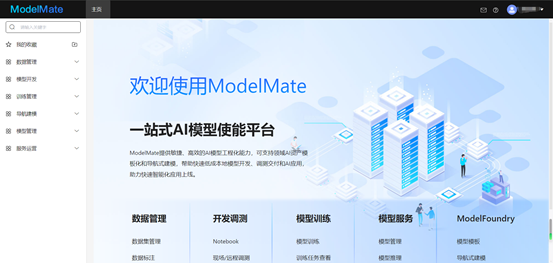 ModelMate
主页
请输入关键字
我的收藏
数据管理
模型开发
训练管理
导航建模
模型管理
服务运营
欢迎使用ModelMate
一站式AI模型使能平台
ModelMate提供敏捷、高效的AI模型工程化能力，可支持领域AI资产模
板化和导航式建模，帮助快速低成本地模型开发、调测交付和AI应用，
助力快速智能化应用上线。
数据管理
开发调测
模型训练
模型服务
ModelFoundry
数据集管理
Notebook
模型训练
模型管理
模型模板
数据标注
现场/远程调测
训练任务查看
模型推理
导航式建模